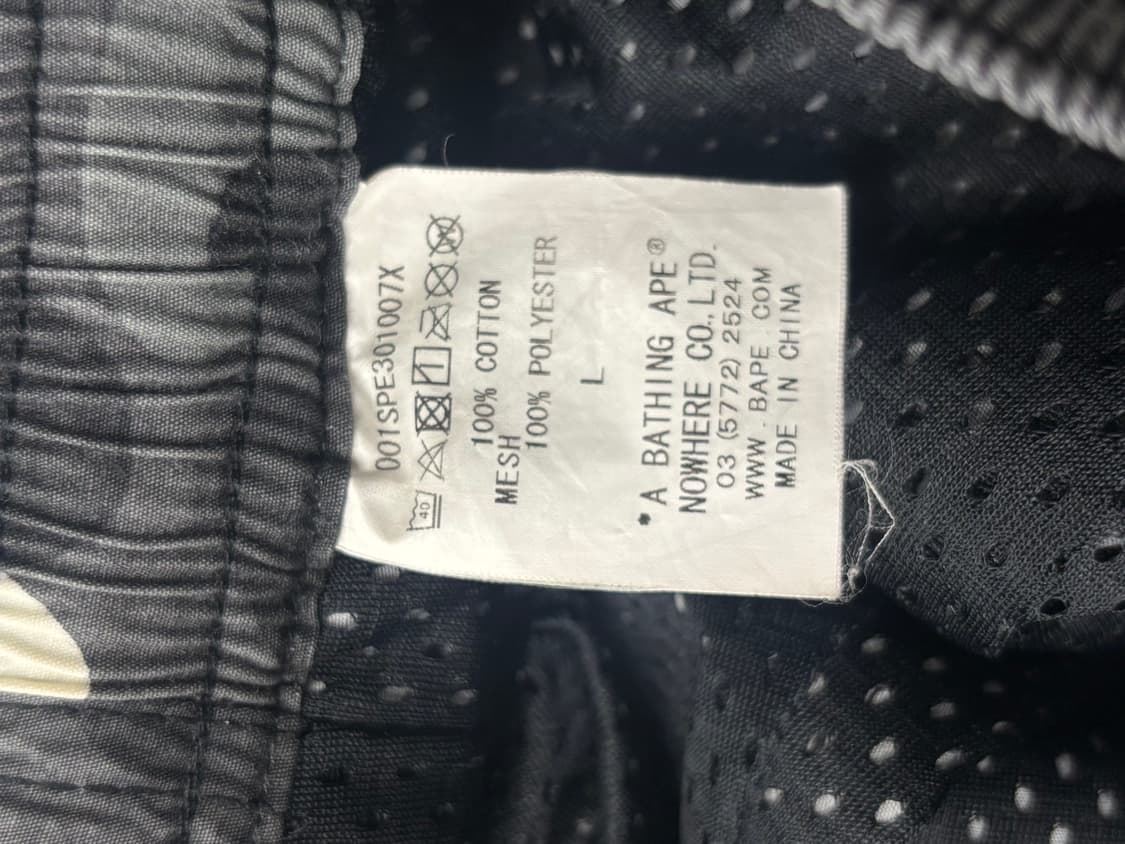 001SPE301007X
40
100% COTTON
MESH
100% POLYESTER
L
*A BATHING APE®
NOWHERE CO.,LTD.
03 (5772) 2524
WWW.BAPE.COM
MADE IN CHINA